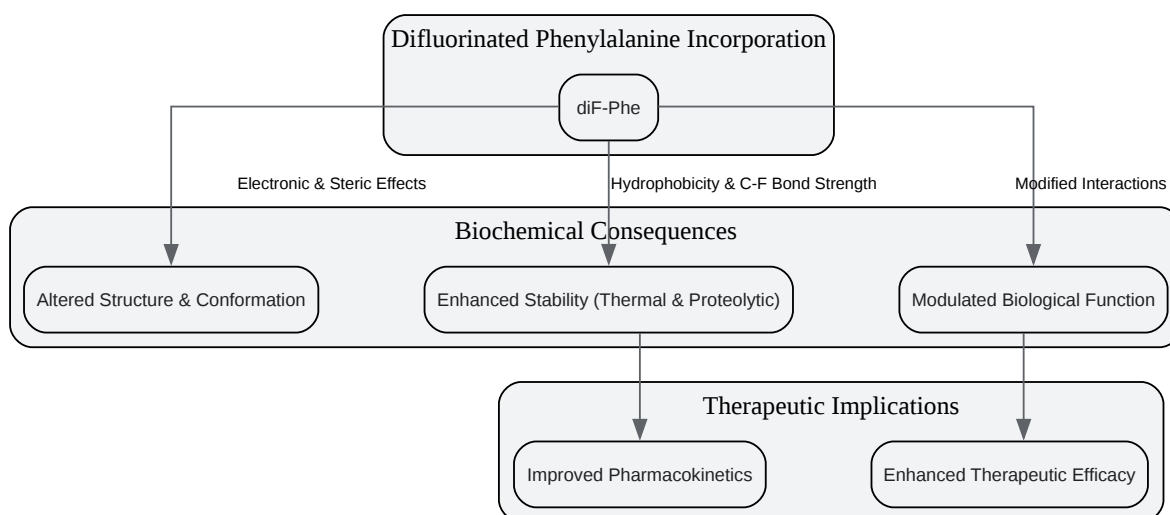 Difluorinated Phenylalanine Incorporation
diF-Phe
Electronic & Steric Effects
Hydrophobicity & C-F Bond Strength
Modified Interactions
Biochemical Consequences
Altered Structure & Conformation
Enhanced Stability (Thermal & Proteolytic)
Modulated Biological Function
Therapeutic Implications
Improved Pharmacokinetics
Enhanced Therapeutic Efficacy